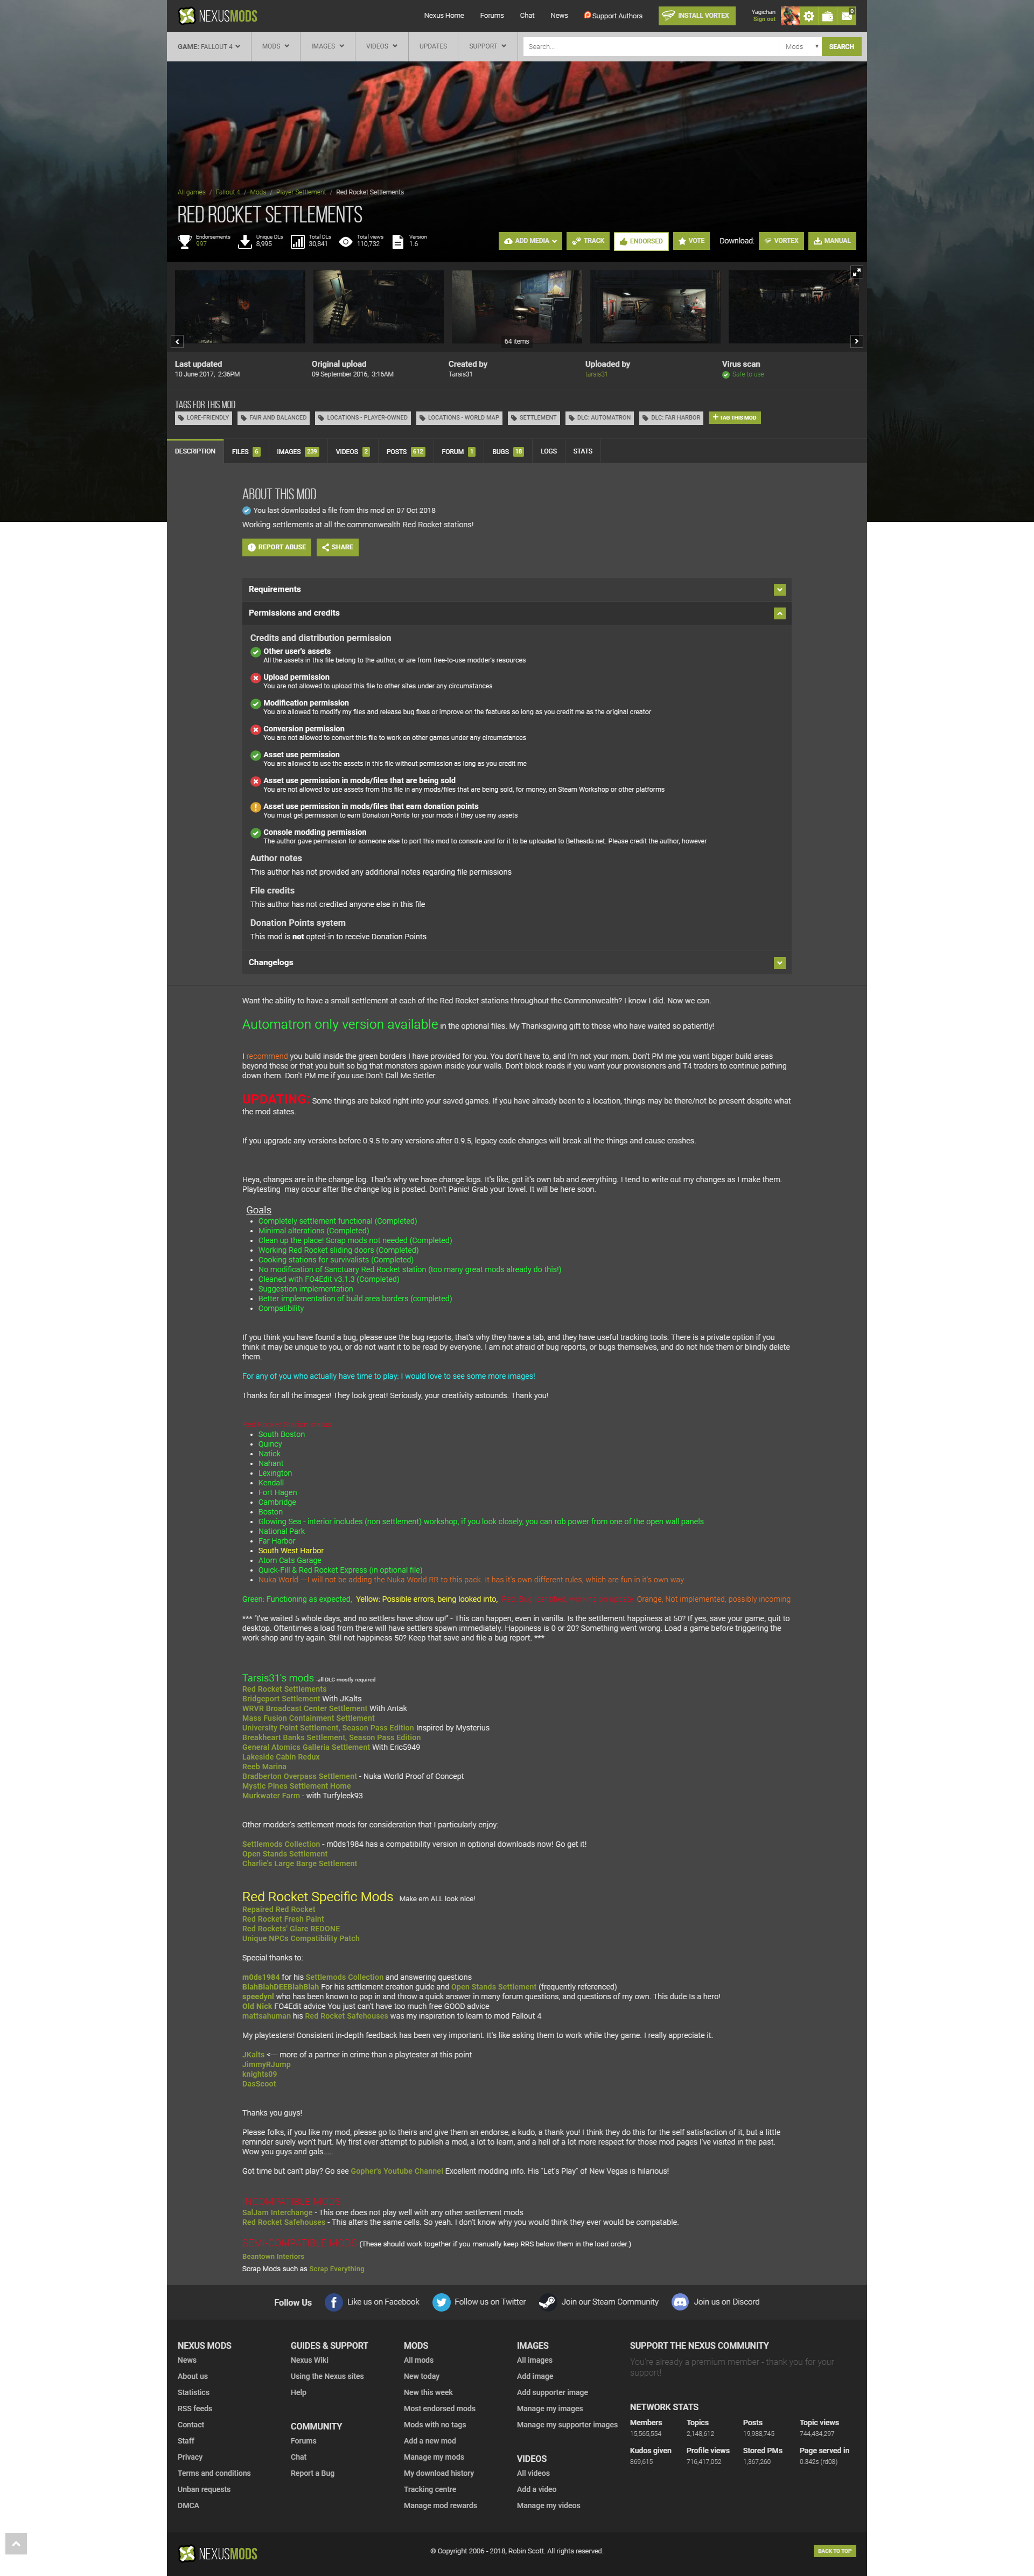 NEXUSMODS
Nexus Home Forums Chat News Support Authors INSTALL VORTEX Yagichan Sign out 0
GAME: FALLOUT 4 MODS IMAGES VIDEOS UPDATES SUPPORT Search... Mods SEARCH
RED ROCKET
All games / Fallout 4 / Mods / Player Settlement / Red Rocket Settlements
RED ROCKET SETTLEMENTS
Endorsements 997 Unique DLs 8,995 Total DLs 30,841 Total views 110,732 Version 1.6
ADD MEDIA TRACK ENDORSED VOTE Download: VORTEX MANUAL
64 items
Last updated Original upload Created by Uploaded by Virus scan
10 June 2017, 2:36PM 09 September 2016, 3:16AM Tarsis31 tarsis31 Safe to use
TAGS FOR THIS MOD
LORE-FRIENDLY FAIR AND BALANCED LOCATIONS - PLAYER-OWNED LOCATIONS - WORLD MAP SETTLEMENT DLC: AUTOMATRON DLC: FAR HARBOR + TAG THIS MOD
DESCRIPTION FILES 6 IMAGES 239 VIDEOS 2 POSTS 612 FORUM 1 BUGS 18 LOGS STATS
ABOUT THIS MOD
You last downloaded a file from this mod on 07 Oct 2018
Working settlements at all the commonwealth Red Rocket stations!
REPORT ABUSE SHARE
Requirements
Permissions and credits
Credits and distribution permission
Other user's assets
All the assets in this file belong to the author, or are from free-to-use modder's resources
Upload permission
You are not allowed to upload this file to other sites under any circumstances
Modification permission
You are allowed to modify my files and release bug fixes or improve on the features so long as you credit me as the original creator
Conversion permission
You are not allowed to convert this file to work on other games under any circumstances
Asset use permission
You are allowed to use the assets in this file without permission as long as you credit me
Asset use permission in mods/files that are being sold
You are not allowed to use assets from this file in any mods/files that are being sold, for money, on Steam Workshop or other platforms
Asset use permission in mods/files that earn donation points
You must get permission to earn Donation Points for your mods if they use my assets
Console modding permission
The author gave permission for someone else to port this mod to console and for it to be uploaded to Bethesda.net. Please credit the author, however
Author notes
This author has not provided any additional notes regarding file permissions
File credits
This author has not credited anyone else in this file
Donation Points system
This mod is not opted-in to receive Donation Points
Changelogs
Want the ability to have a small settlement at each of the Red Rocket stations throughout the Commonwealth? I know I did. Now we can.
Automatron only version available in the optional files. My Thanksgiving gift to those who have waited so patiently!
I recommend you build inside the green borders I have provided for you. You don't have to, and I'm not your mom. Don't PM me you want bigger build areas
beyond these or that you built so big that monsters spawn inside your walls. Don't block roads if you want your provisioners and T4 traders to continue pathing
down them. Don't PM me if you use Don't Call Me Settler.
UPDATING: Some things are baked right into your saved games. If you have already been to a location, things may be there/not be present despite what
the mod states.
If you upgrade any versions before 0.9.5 to any versions after 0.9.5, legacy code changes will break all the things and cause crashes.
Heya, changes are in the change log. That's why we have change logs. It's like, got it's own tab and everything. I tend to write out my changes as I make them.
Playtesting may occur after the change log is posted. Don't Panic! Grab your towel. It will be here soon.
Goals
Completely settlement functional (Completed)
Minimal alterations (Completed)
Clean up the place! Scrap mods not needed (Completed)
Working Red Rocket sliding doors (Completed)
Cooking stations for survivalists (Completed)
No modification of Sanctuary Red Rocket station (too many great mods already do this!)
Cleaned with FO4Edit v3.1.3 (Completed)
Suggestion implementation
Better implementation of build area borders (completed)
Compatibility
If you think you have found a bug, please use the bug reports, that's why they have a tab, and they have useful tracking tools. There is a private option if you
think it may be unique to you, or do not want it to be read by everyone. I am not afraid of bug reports, or bugs themselves, and do not hide them or blindly delete
them.
For any of you who actually have time to play: I would love to see some more images!
Thanks for all the images! They look great! Seriously, your creativity astounds. Thank you!
South Boston
Quincy
Natick
Nahant
Lexington
Kendall
Fort Hagen
Cambridge
Boston
Glowing Sea - interior includes (non settlement) workshop, if you look closely, you can rob power from one of the open wall panels
National Park
Far Harbor
South West Harbor
Atom Cats Garage
Quick-Fill & Red Rocket Express (in optional file)
Nuka World ---I will not be adding the Nuka World RR to this pack. It has it's own different rules, which are fun in it's own way.
Green: Functioning as expected, Yellow: Possible errors, being looked into, Orange, Not implemented, possibly incoming
*** "I've waited 5 whole days, and no settlers have show up!" - This can happen, even in vanilla. Is the settlement happiness at 50? If yes, save your game, quit to
desktop. Oftentimes a load from there will have settlers already wandering there. Happiness is 0 or 20? Something went wrong. Load a game before triggering the
work shop and try again. Still not happiness 50? Keep that save and file a bug report. ***
Tarsis31's mods -all DLC mostly required
Red Rocket Settlements
Bridgeport Settlement With JKalts
WRVR Broadcast Center Settlement With Antak
Mass Fusion Containment Settlement
University Point Settlement, Season Pass Edition Inspired by Mysterius
Breakheart Banks Settlement, Season Pass Edition
General Atomics Galleria Settlement With EricS949
Lakeside Cabin Redux
Reeb Marina
Bradberton Overpass Settlement - Nuka World Proof of Concept
Mystic Pines Settlement Home
Murkwater Farm - with Turfyleek93
Other modder's settlement mods for consideration that I particularly enjoy:
Settlemods Collection - m0ds1984 has a compatibility version in optional downloads now! Go get it!
Open Stands Settlement
Charlie's Large Barge Settlement
Red Rocket Specific Mods Make em ALL look nice!
Repaired Red Rocket
Red Rocket Fresh Paint
Red Rockets' Glare REDONE
Unique NPCs Compatibility Patch
Special thanks to:
m0ds1984 for his Settlemods Collection and answering questions
BlahBlahDEEBlahBlah For his settlement creation guide and Open Stands Settlement (frequently referenced)
speedynl who has been known to pop in and throw a quick answer in many forum questions, and questions of my own. This dude Is a hero!
Old Nick FO4Edit advice You just can't have too much free GOOD advice
mattsahuman his Red Rocket Safehouses was my inspiration to learn to mod Fallout 4
My playtesters! Consistent in-depth feedback has been very important. It's like asking them to work while they game. I really appreciate it.
JKalts <--- more of a partner in crime than a playtester at this point
JimmyRJump
knights09
DasScoot
Thanks you guys!
Please folks, if you like my mod, please go to theirs and give them an endorse, a kudo, a thank you! I think they do this for the self satisfaction of it, but a little
reminder surely won't hurt. My first ever attempt to publish a mod, a lot to learn, and a hell of a lot more respect for those mod pages I've visited in the past.
Wow you guys and gals.....
Got time but can't play? Go see Gopher's Youtube Channel Excellent modding info. His "Let's Play" of New Vegas is hilarious!
SalJam Interchange - This one does not play well with any other settlement mods
Red Rocket Safehouses - This alters the same cells. So yeah. I don't know why you would think they ever would be compatable.
(These should work together if you manually keep RRS below them in the load order.)
Beantown Interiors
Scrap Mods such as Scrap Everything
Follow Us Like us on Facebook Follow us on Twitter Join our Steam Community Join us on Discord
NEXUS MODS
News
About us
Statistics
RSS feeds
Contact
Staff
Privacy
Terms and conditions
Unban requests
DMCA
GUIDES & SUPPORT
Nexus Wiki
Using the Nexus sites
Help
COMMUNITY
Forums
Chat
Report a Bug
MODS
All mods
New today
New this week
Most endorsed mods
Mods with no tags
Add a new mod
Manage my mods
My download history
Tracking centre
Manage mod rewards
IMAGES
All images
Add image
Add supporter image
Manage my images
Manage my supporter images
VIDEOS
All videos
Add a video
Manage my videos
SUPPORT THE NEXUS COMMUNITY
You're already a premium member - thank you for your
support!
NETWORK STATS
Members Topics Posts Topic views
15,565,554 2,148,612 19,988,745 744,434,297
Kudos given Profile views Stored PMs Page served in
869,615 716,417,052 1,367,260 0.342s (rd08)
NEXUSMODS © Copyright 2006 - 2018, Robin Scott. All rights reserved. BACK TO TOP